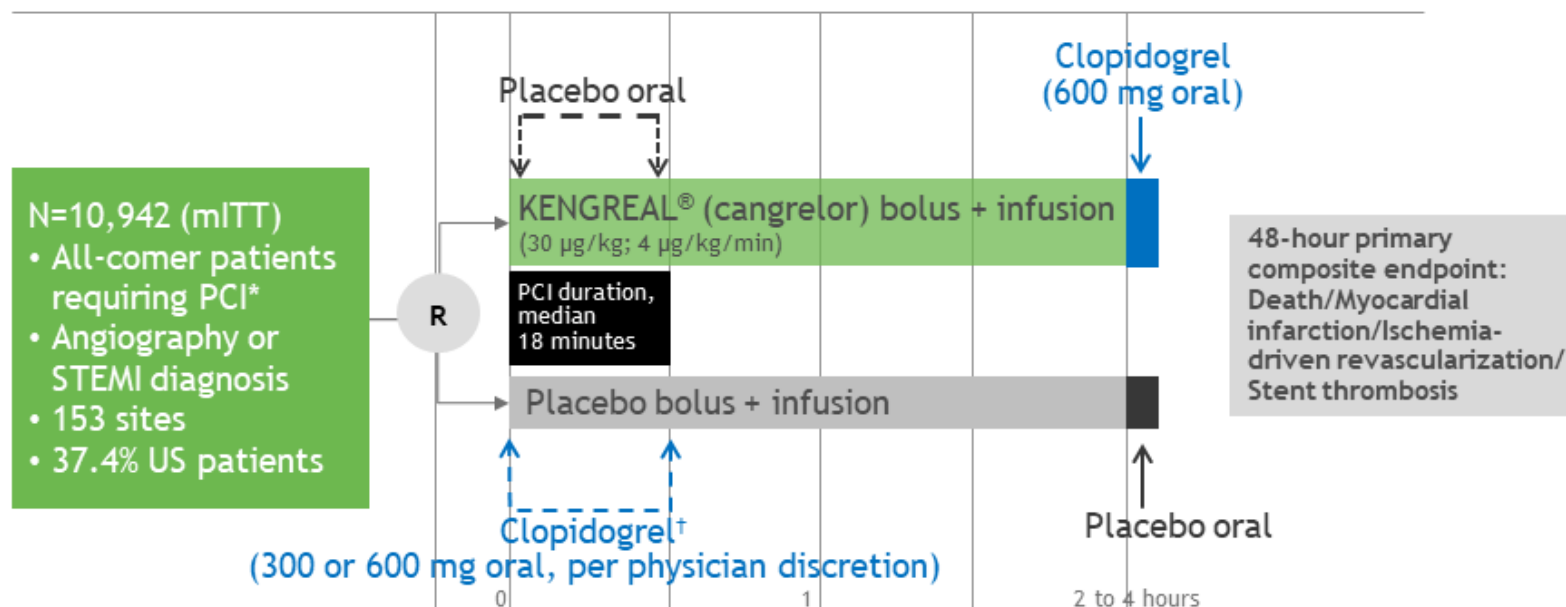 Clopidogrel
(600 mg oral)
Placebo oral
N=10,942 (mITT)
• All-comer patients
requiring PCI*
• Angiography or
STEMI diagnosis
• 153 sites
• 37.4% US patients
R
KENGREAL® (cangrelor) bolus + infusion
(30 µg/kg; 4 µg/kg/min)
PCI duration,
median
18 minutes
Placebo bolus + infusion
48-hour primary
composite endpoint:
Death/Myocardial
infarction/Ischemia-
driven revascularization/
Stent thrombosis
Clopidogrel†
(300 or 600 mg oral, per physician discretion)
Placebo oral
0
1
2 to 4 hours